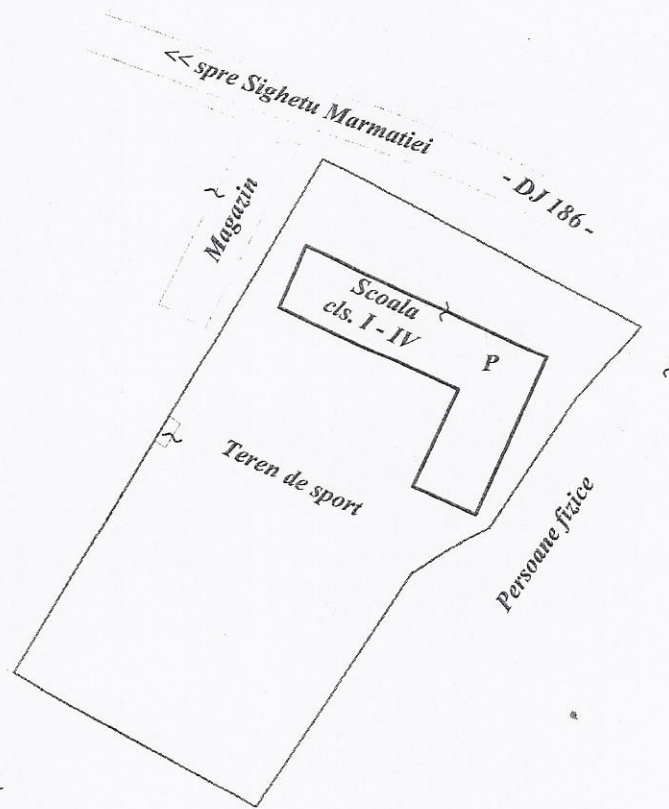 << spre Sighetu Marmatiei
- DJ 186 -
Magazin
Scoala
cls. I - IV
P
Teren de sport
Persoane fizice